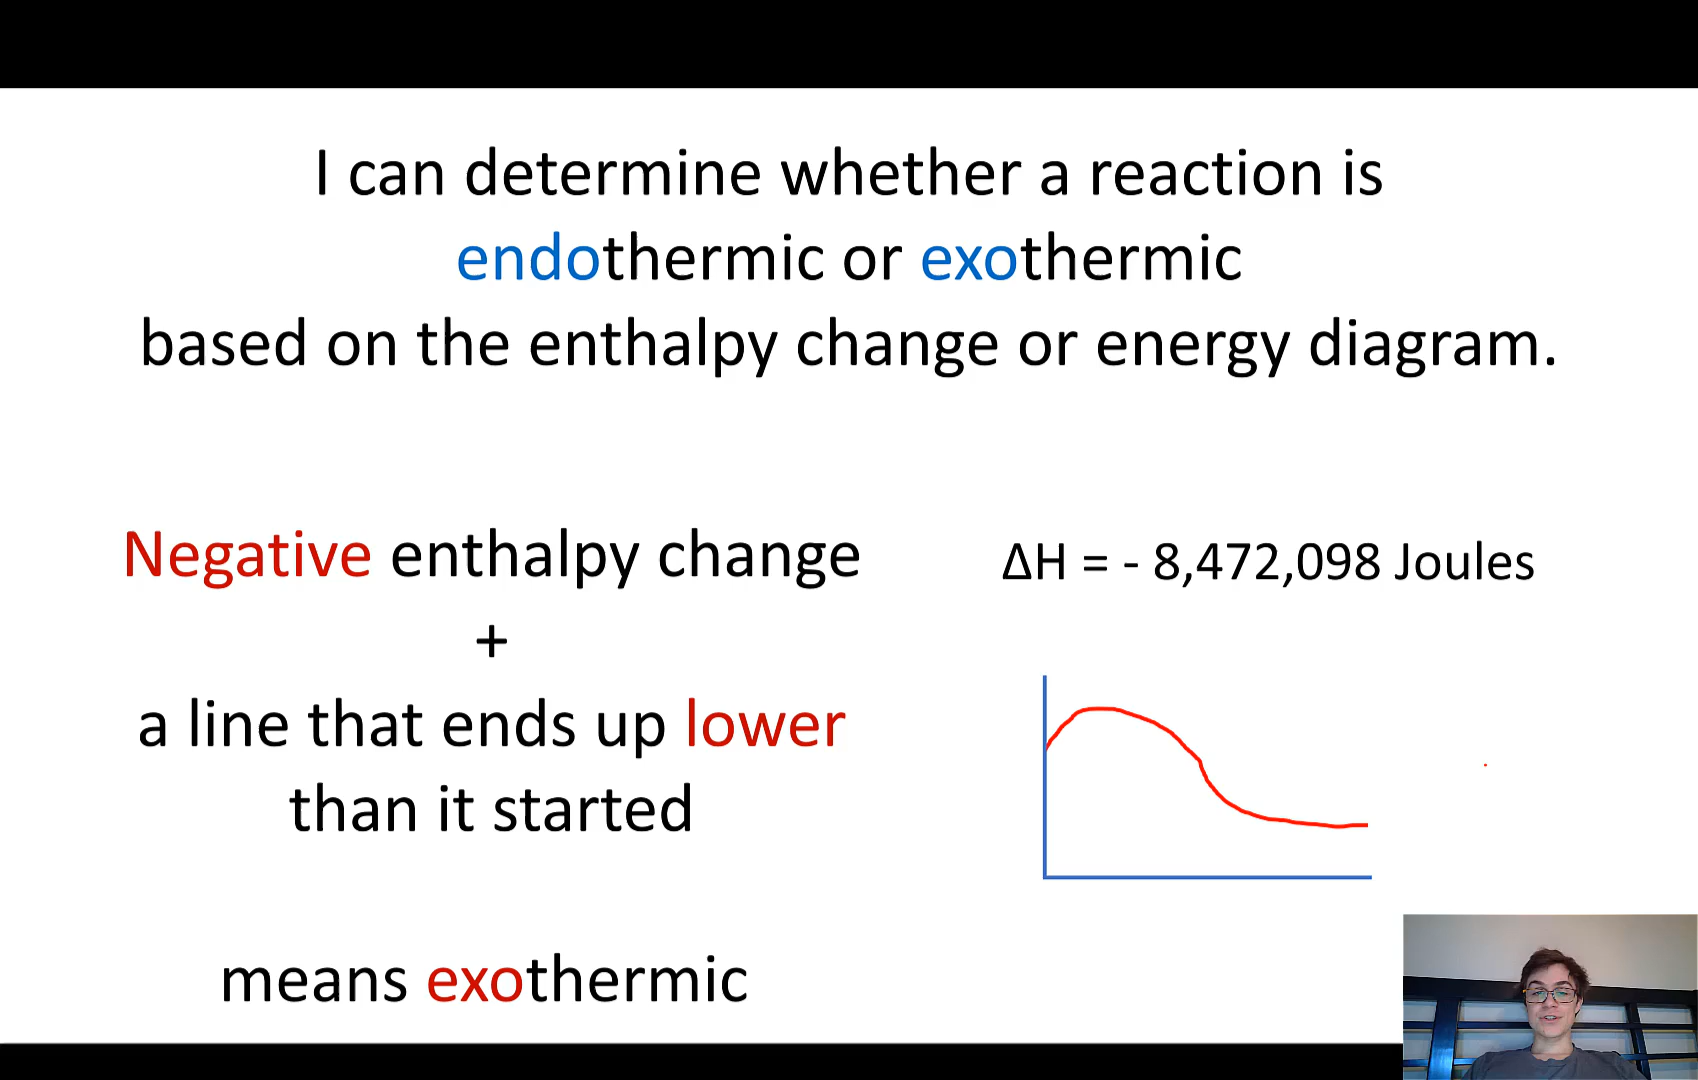 I can determine whether a reaction is
endothermic or exothermic
based on the enthalpy change or energy diagram.
Negative enthalpy change
+
a line that ends up lower
than it started
means exothermic
ΔH = - 8,472,098 Joules